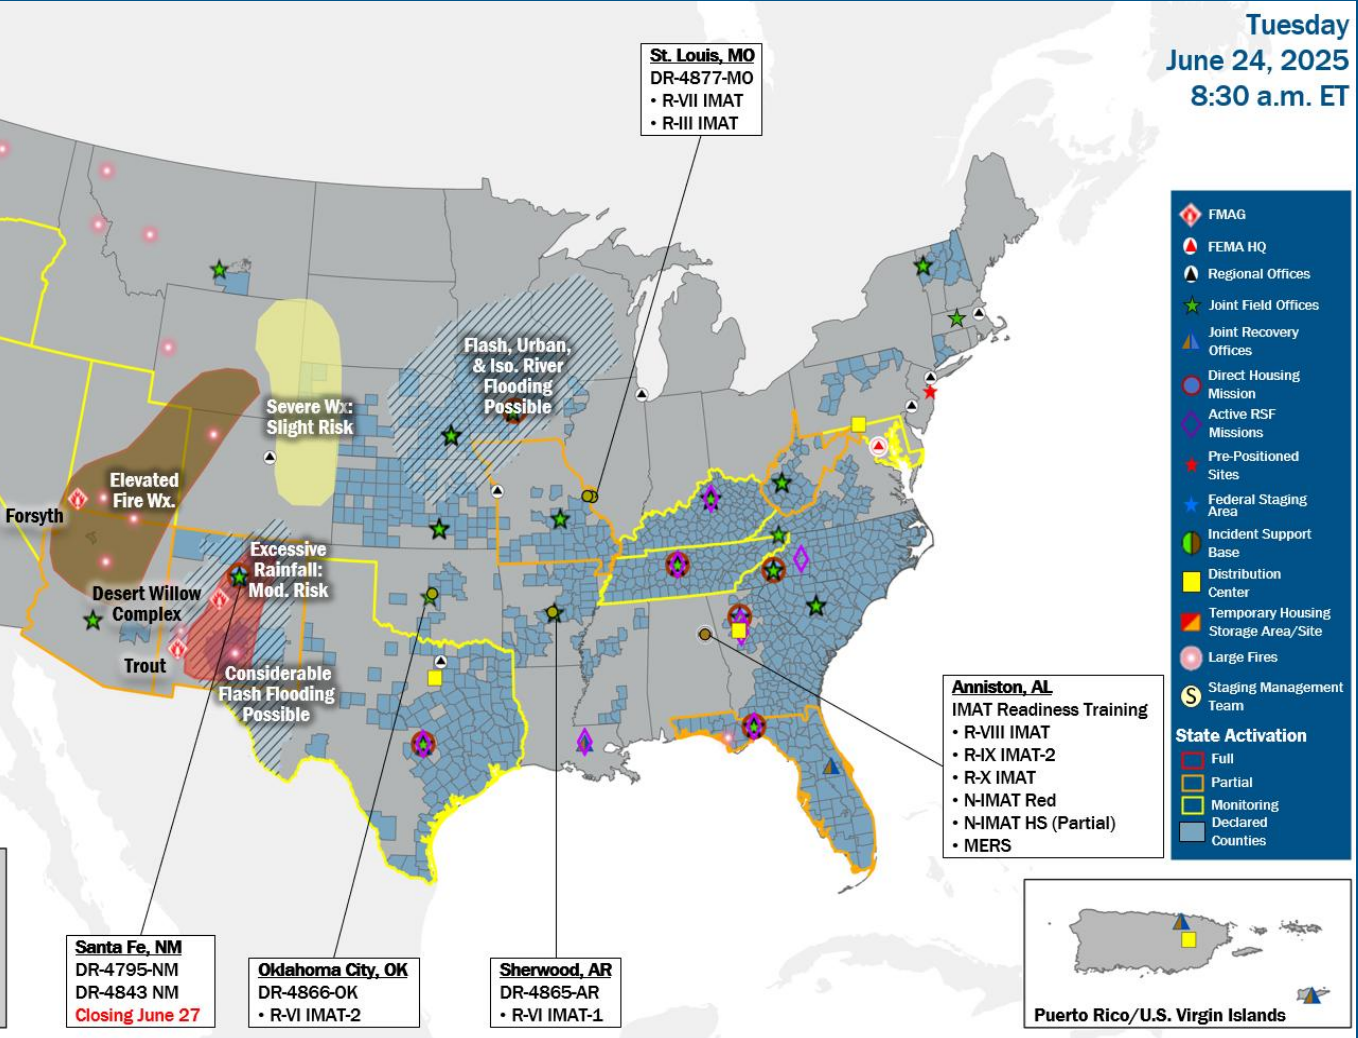 Tuesday
June 24, 2025
8:30 a.m. ET
St. Louis, MO
DR-4877-MO
• R-VII IMAT
• R-III IMAT
Flash, Urban,
& Iso. River
Flooding
Possible
Severe Wx:
Slight Risk
Elevated
Fire Wx.
Forsyth
Excessive
Rainfall:
Mod. Risk
Desert Willow
Complex
Trout
Considerable
Flash Flooding
Possible
Anniston, AL
IMAT Readiness Training
• R-VIII IMAT
• R-IX IMAT-2
• R-X IMAT
• N-IMAT Red
• N-IMAT HS (Partial)
• MERS
Santa Fe, NM
DR-4795-NM
DR-4843 NM
Closing June 27
Oklahoma City, OK
DR-4866-OK
• R-VI IMAT-2
Sherwood, AR
DR-4865-AR
• R-VI IMAT-1
FMAG
FEMA HQ
Regional Offices
Joint Field Offices
Joint Recovery
Offices
Direct Housing
Mission
Active RSF
Missions
Pre-Positioned
Sites
Federal Staging
Area
Incident Support
Base
Distribution
Center
Temporary Housing
Storage Area/Site
Large Fires
S
Staging Management
Team
State Activation
Full
Partial
Monitoring
Declared
Counties
Puerto Rico/U.S. Virgin Islands